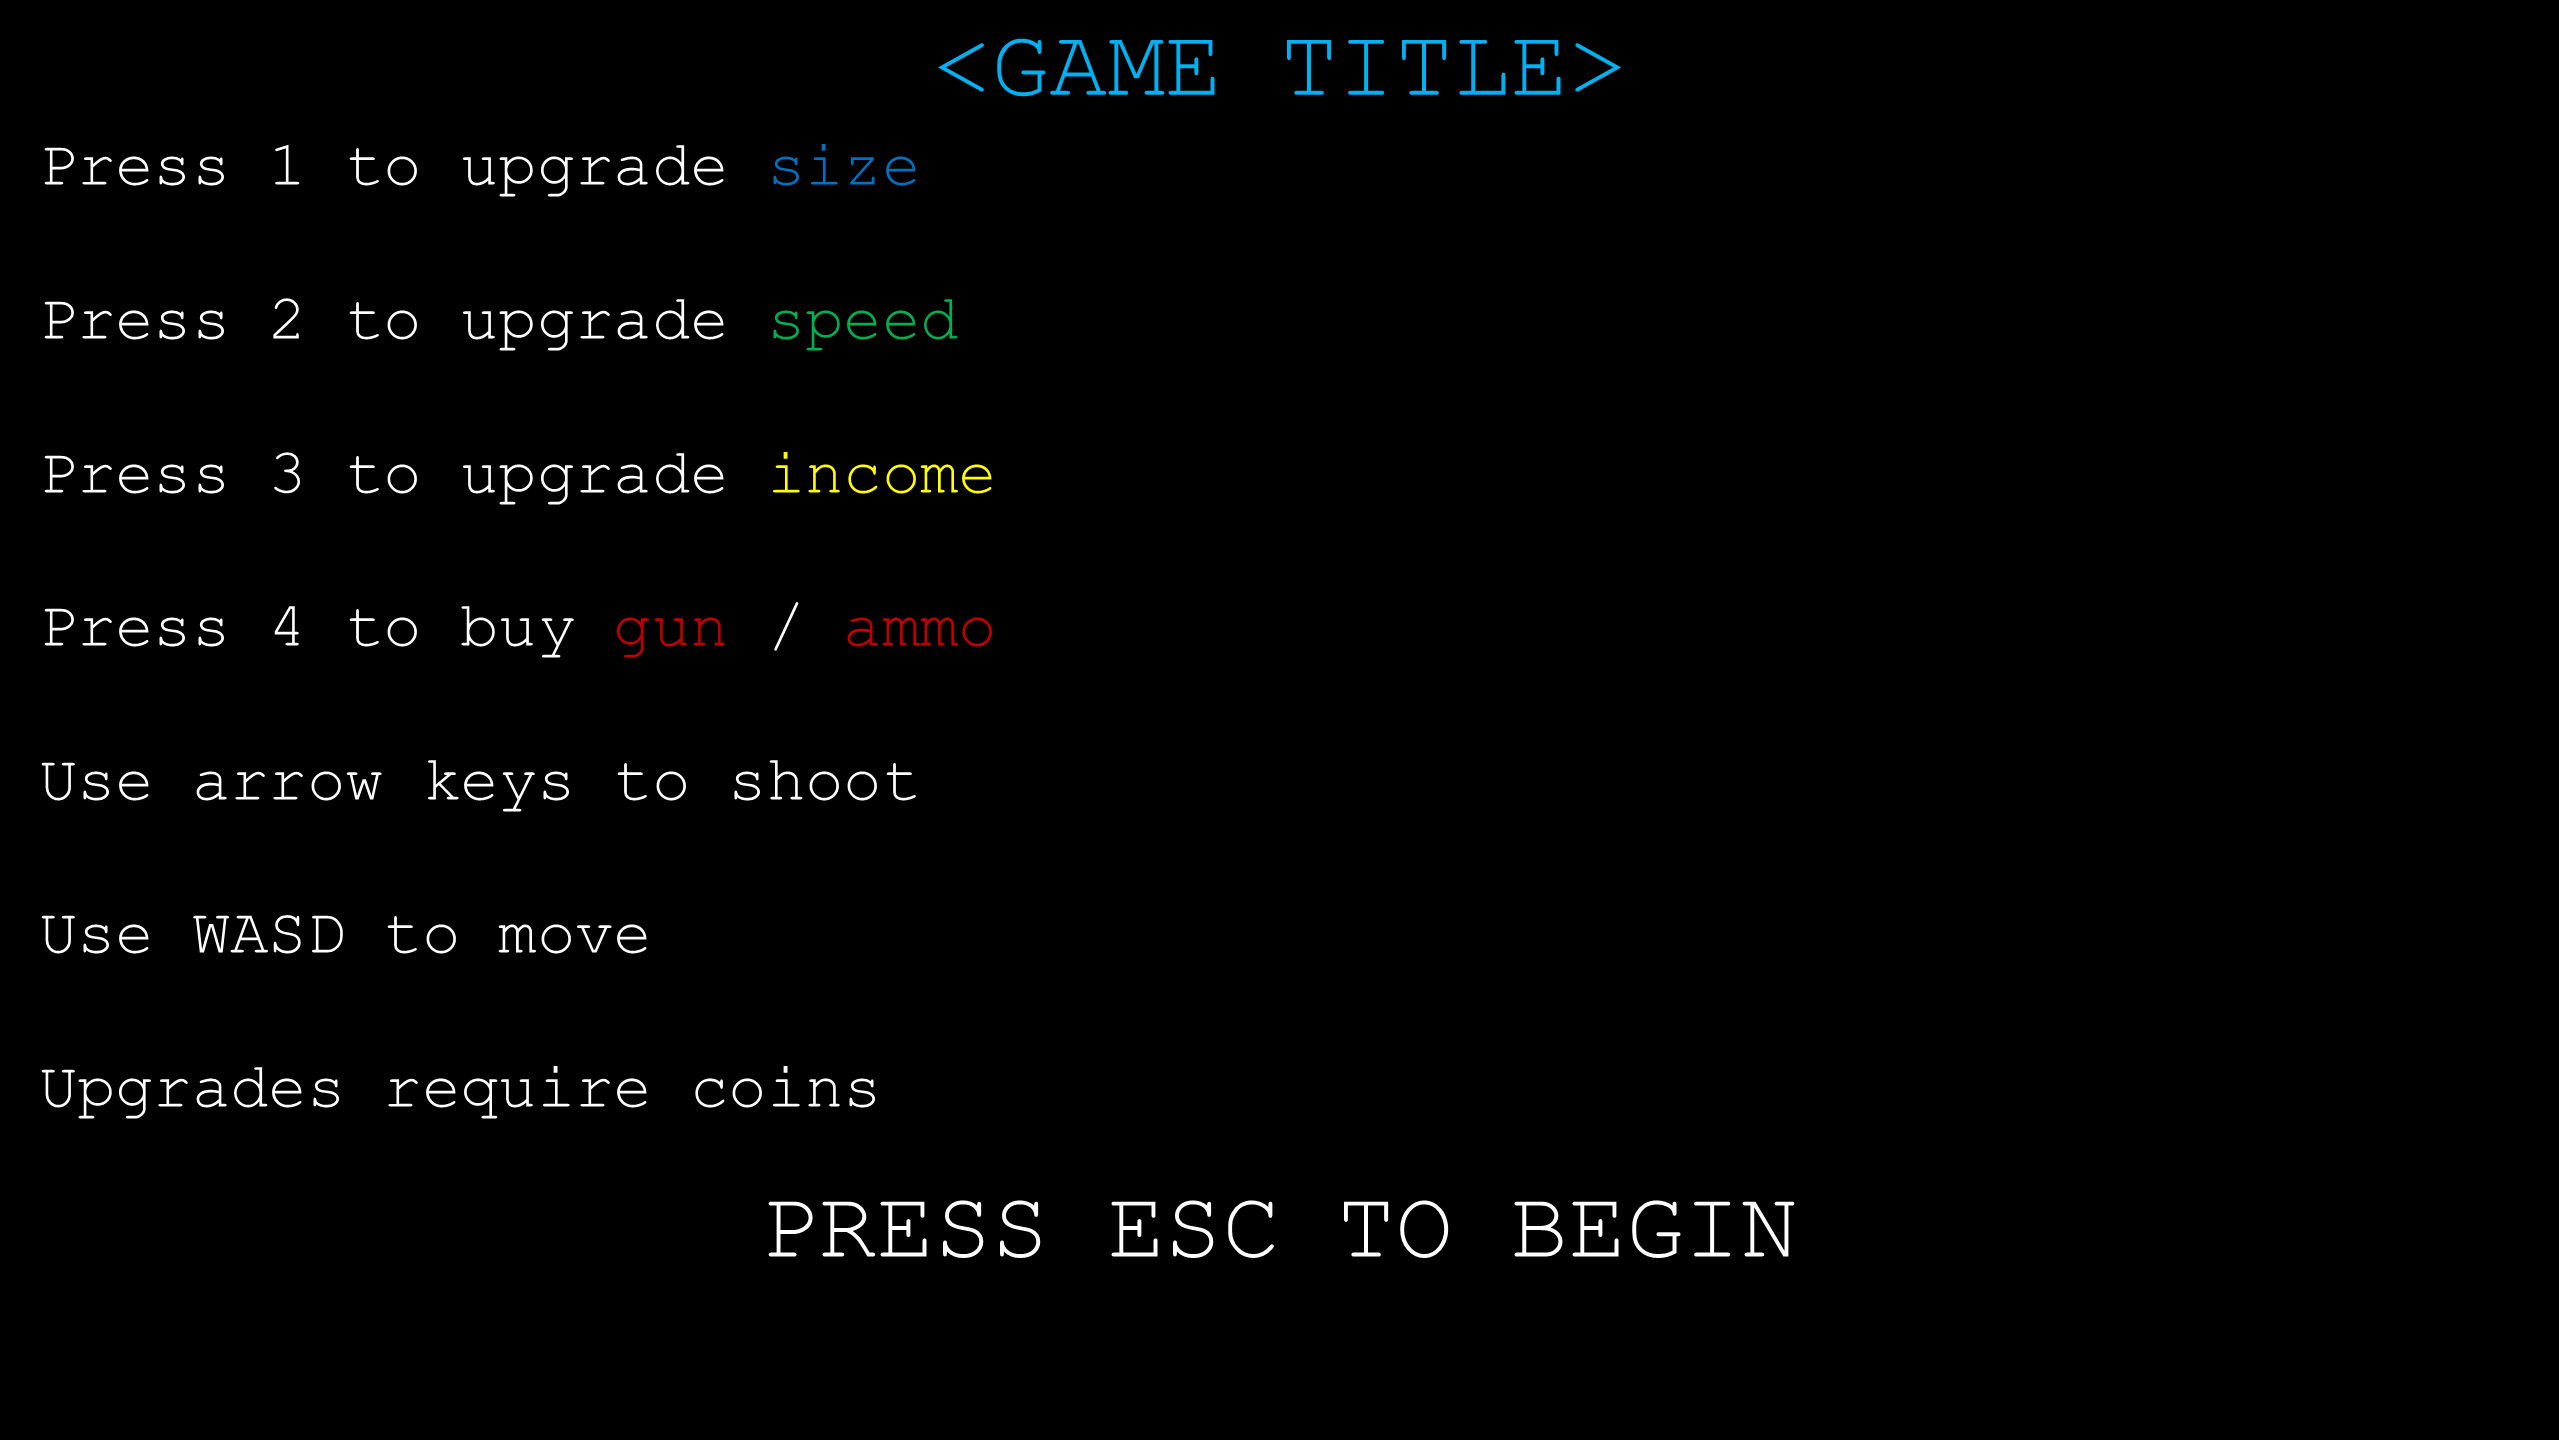 <GAME TITLE>
Press 1 to upgrade size
Press 2 to upgrade speed
Press 3 to upgrade income
Press 4 to buy gun / ammo
Use arrow keys to shoot
Use WASD to move
Upgrades require coins
PRESS ESC TO BEGIN